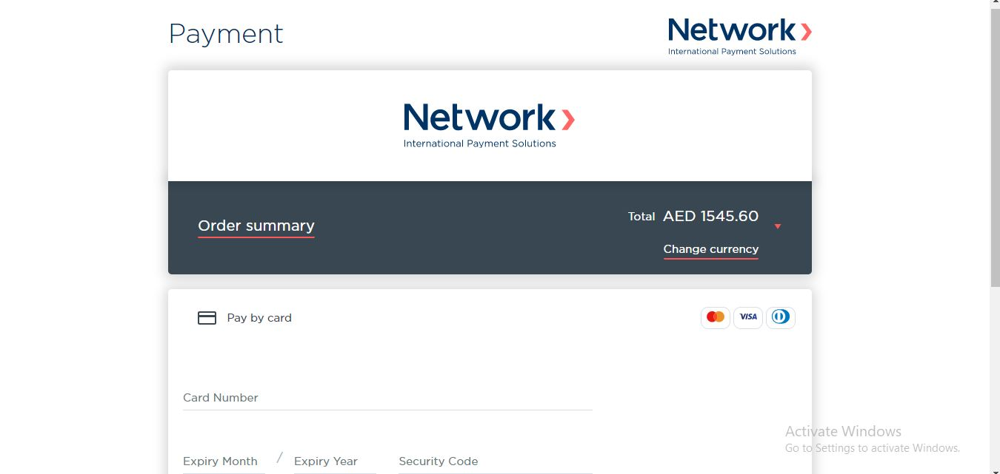 Payment
Network
International Payment Solutions
Network
International Payment Solutions
Order summary
Total AED 1545.60
Change currency
Pay by card
VISA
Card Number
Expiry Month / Expiry Year Security Code
Activate Windows
Go to Settings to activate Windows.